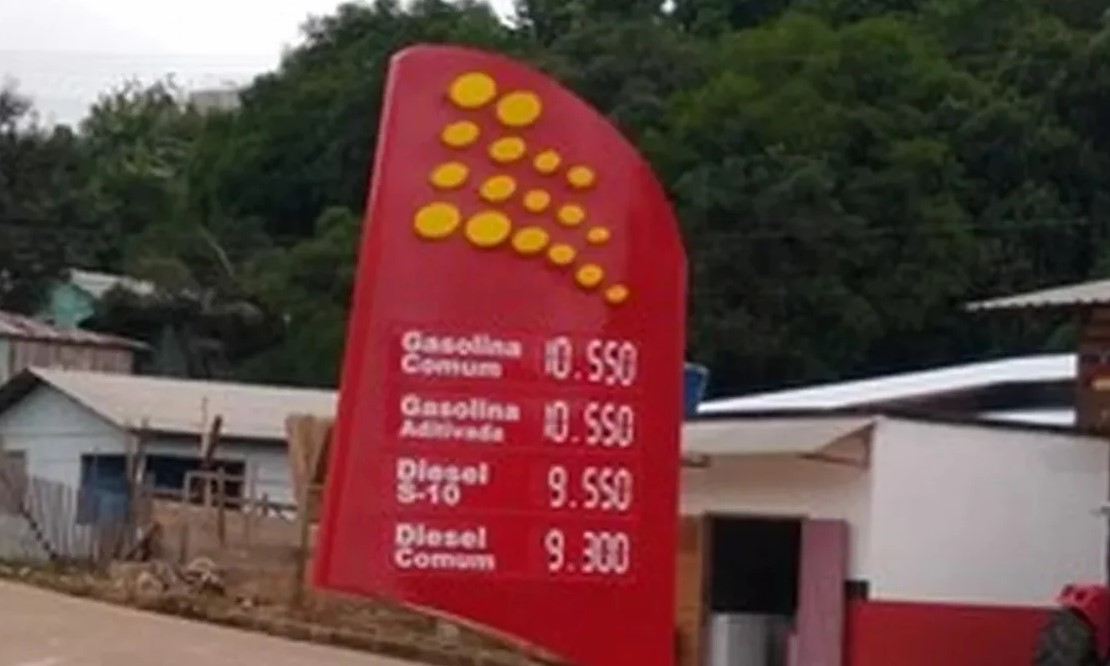 Gasolina
Comum 10.550
Gasolina
Aditivada 10.550
Diesel
S-10 9.550
Diesel
Comum 9.300